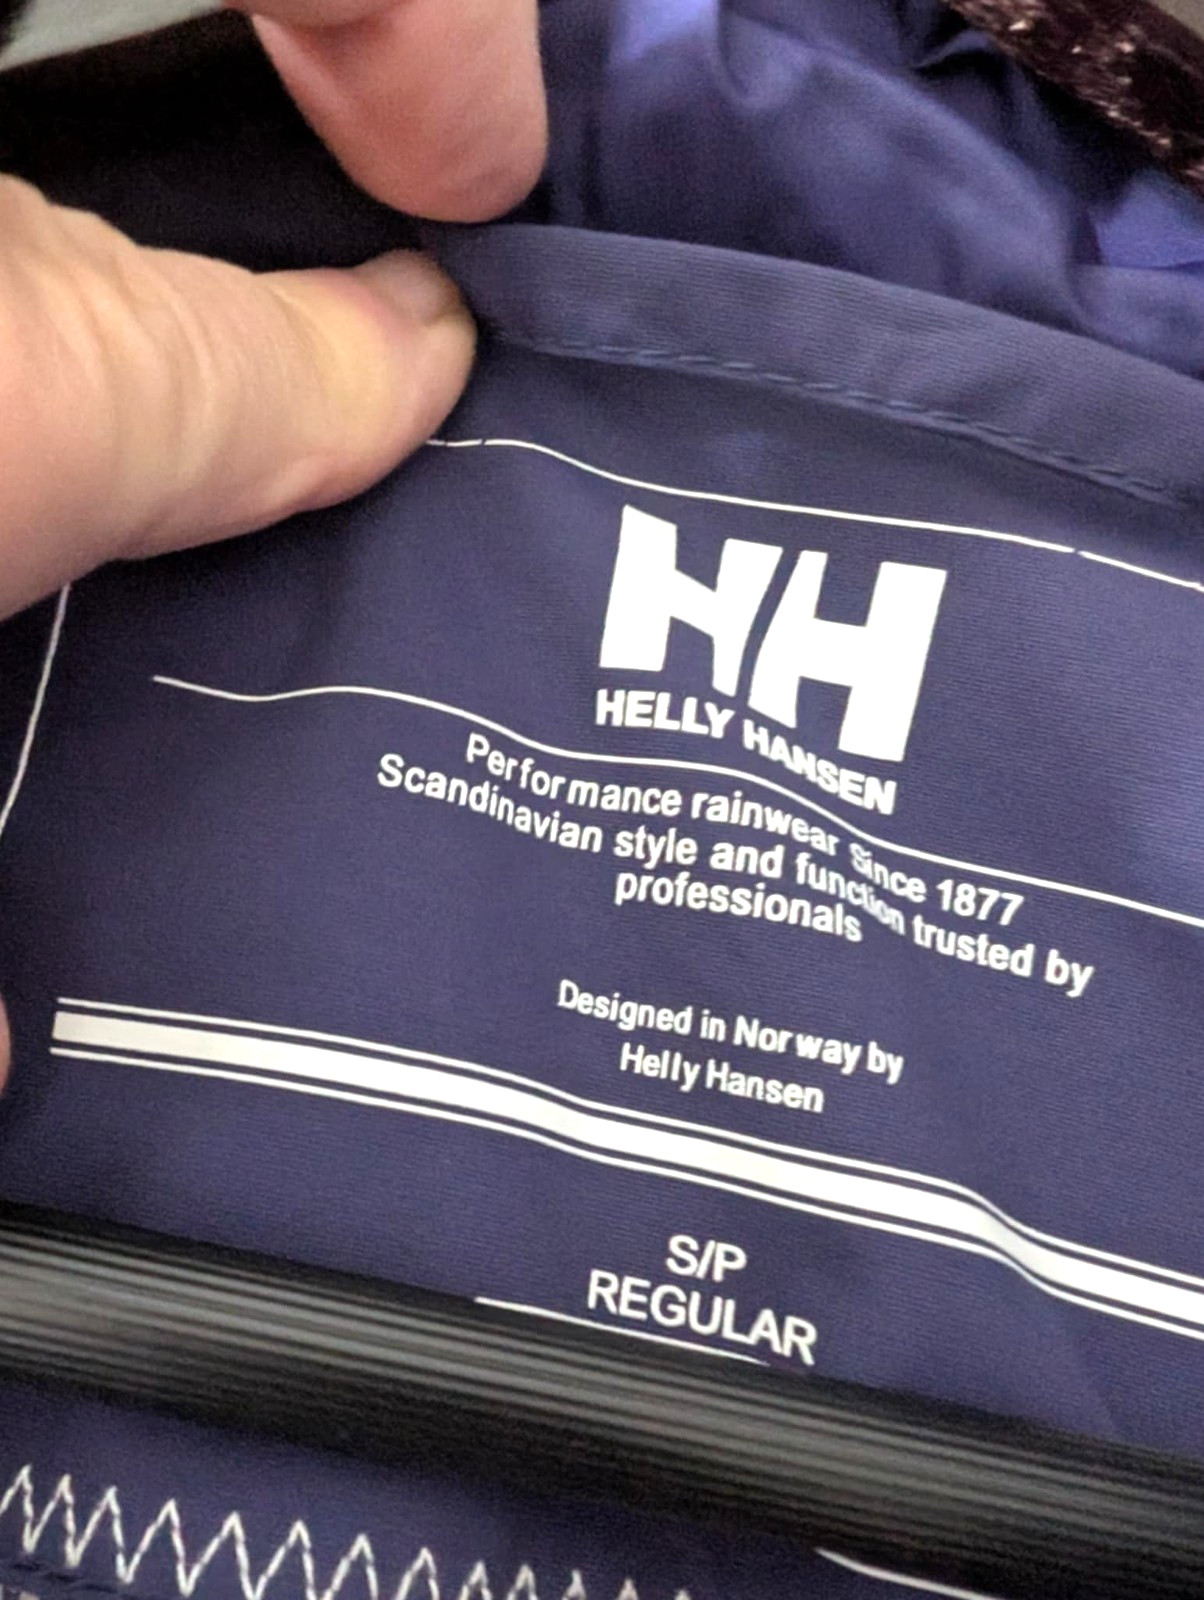 HH
HELLY HANSEN
Performance rainwear Since 1877
Scandinavian style and function trusted by
professionals
Designed in Norway by
Helly Hansen
S/P
REGULAR